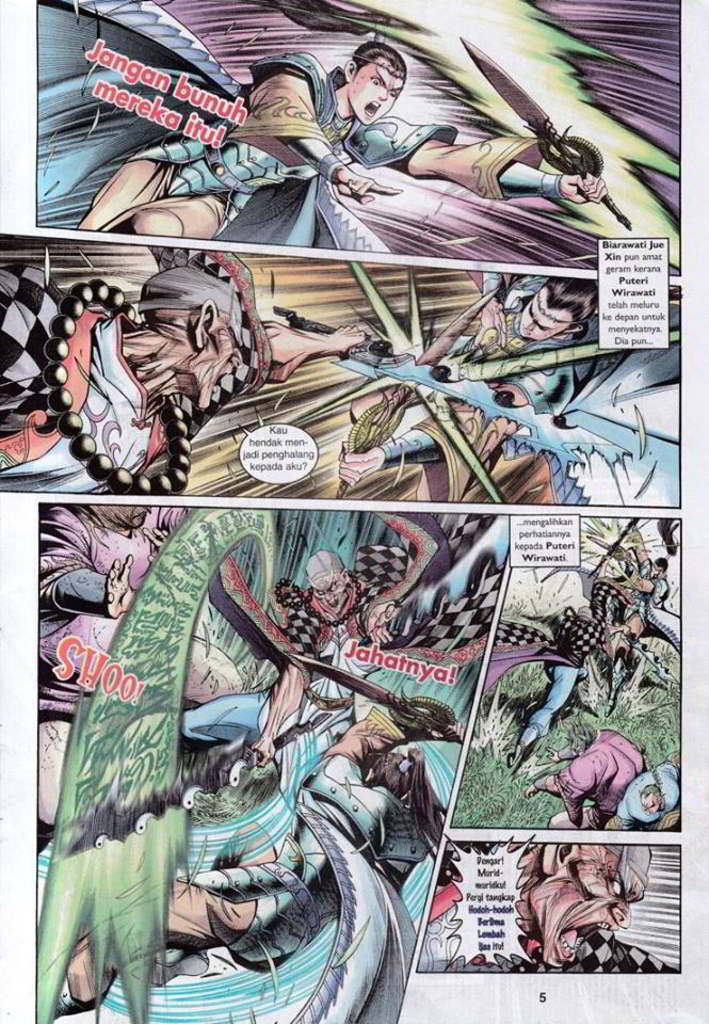 Jangan bunuh
mereka itu!
Biarawati Jue
Xin pun amat
geram kerana
Puteri
Wirawati
telah meluru
ke depan untuk
menyekatnya.
Dia pun...
Kau
hendak men-
jadi penghalang
kepada aku?
...mengalihkan
perhatiannya
kepada Puteri
Wirawati.
Jahatnya!
SHOO!
Dengar!
Murid-
muridku!
Pergi tangkap
Hodoh-hodoh
Berlima
Lembah
itu!
5